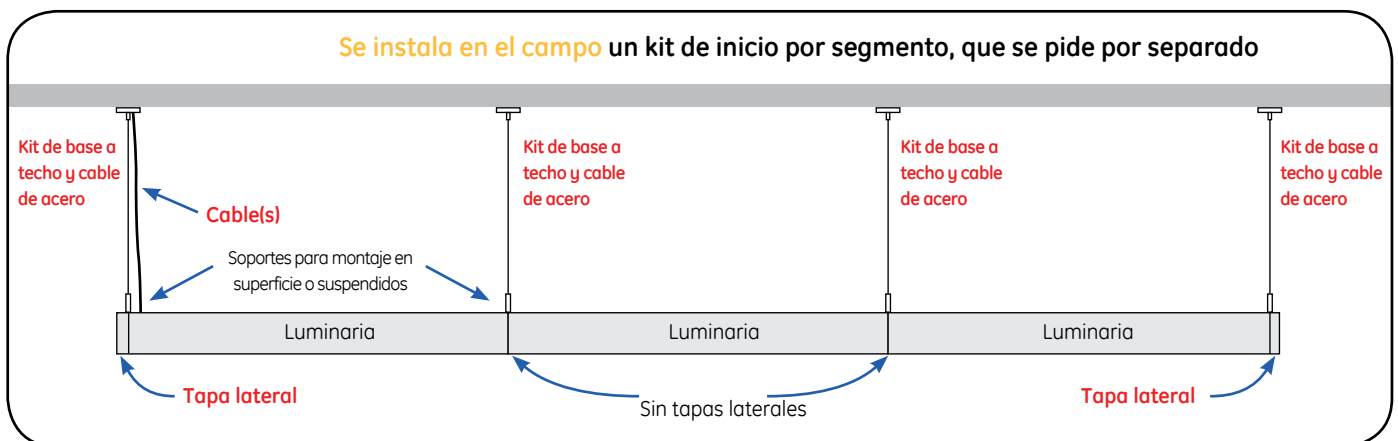 Se instala en el campo un kit de inicio por segmento, que se pide por separado
Kit de base a
techo y cable
de acero
Kit de base a
techo y cable
de acero
Kit de base a
techo y cable
de acero
Kit de base a
techo y cable
de acero
Cable(s)
Soportes para montaje en
superficie o suspendidos
Luminaria
Luminaria
Luminaria
Tapa lateral
Sin tapas laterales
Tapa lateral